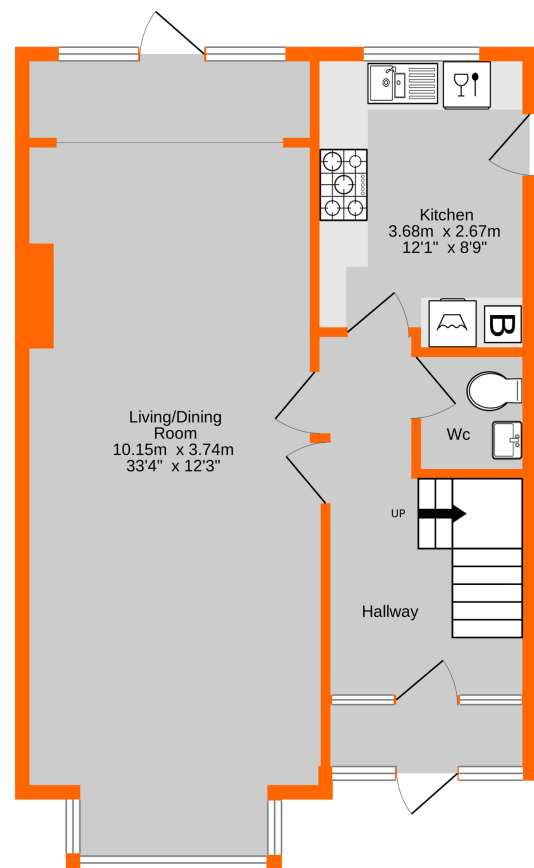 Kitchen
3.68m x 2.67m
12'1" x 8'9"
B
Living/Dining
Room
10.15m x 3.74m
33'4" x 12'3"
Wc
UP
Hallway